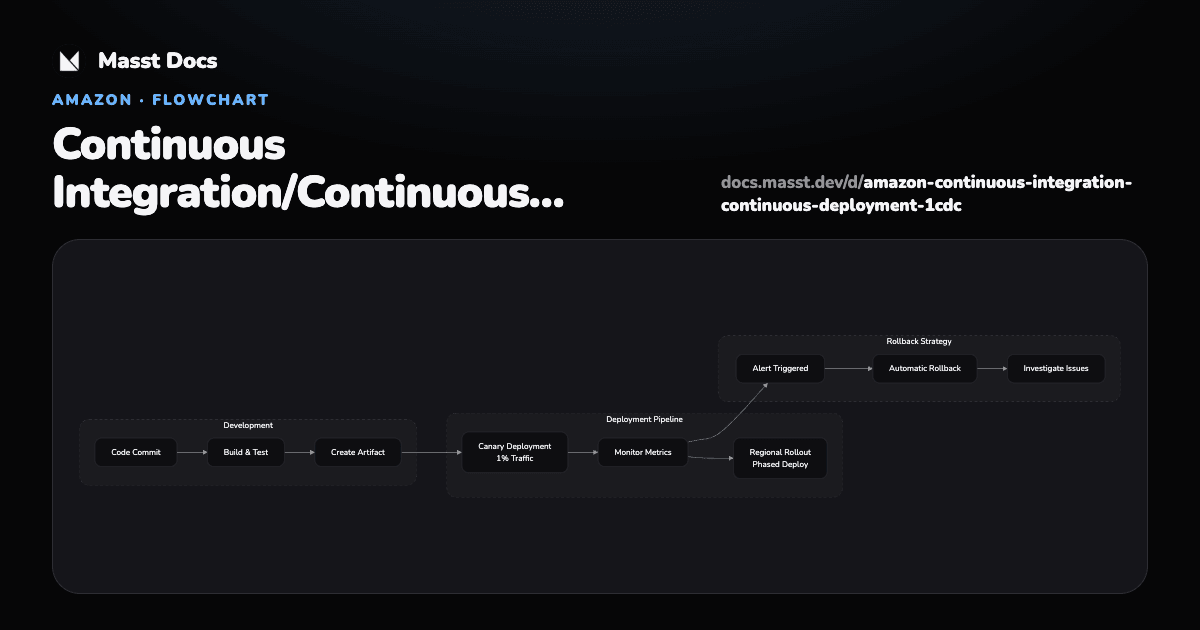 Masst Docs
AMAZON · FLOWCHART
Continuous
Integration/Continuous...
docs.masst.dev/d/amazon-continuous-integration-
continuous-deployment-1cdc
Rollback Strategy
Alert Triggered
Automatic Rollback
Investigate Issues
Development
Code Commit
Build & Test
Create Artifact
Deployment Pipeline
Canary Deployment
1% Traffic
Monitor Metrics
Regional Rollout
Phased Deploy